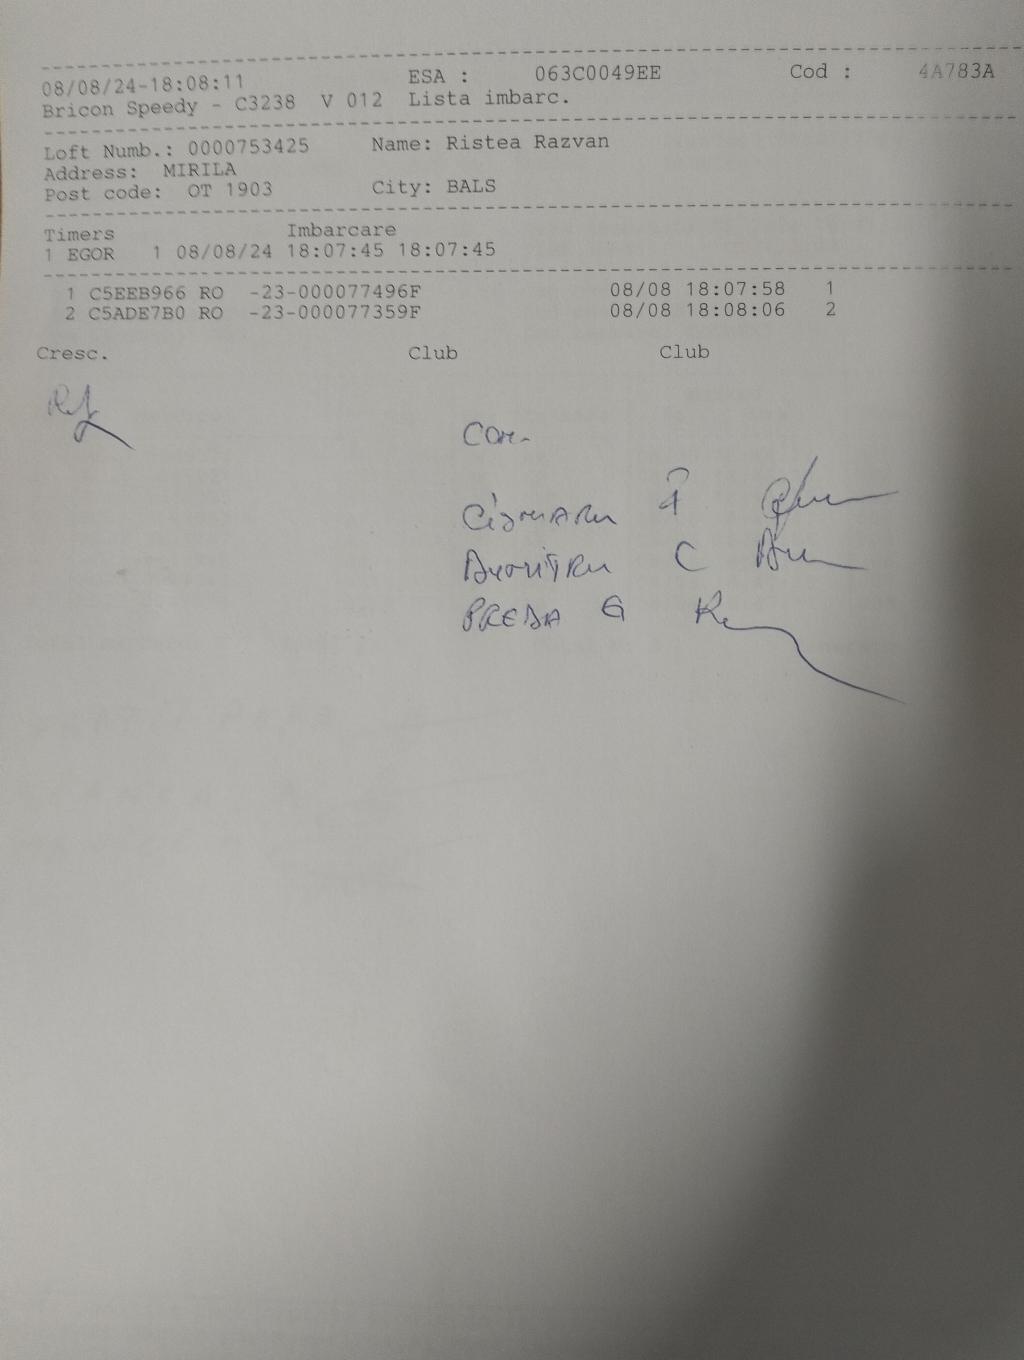 08/08/24-18:08:11 ESA : 063C0049EE Cod : 4A783A
Bricon Speedy - C3238 V 012 Lista imbarc.
Loft Numb.: 0000753425 Name: Ristea Razvan
Address: MIRILA
Post code: OT 1903 City: BALS
Timers Imbarcare
1 EGOR 1 08/08/24 18:07:45 18:07:45
1 C5EEB966 RO -23-000077496F 08/08 18:07:58 1
2 C5ADE7B0 RO -23-000077359F 08/08 18:08:06 2
Cresc. Club Club
Com.
CiSMARU
DUMiTRU C
PREDA G